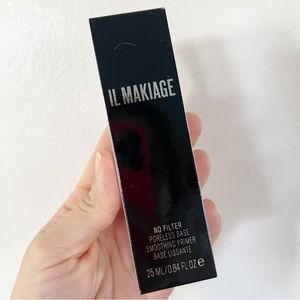 IL MAKIAGE
NO FILTER
PORELESS BASE
SMOOTHING PRIMER
BASE LISSANTE
25 ML/0.84 FL OZ ℮